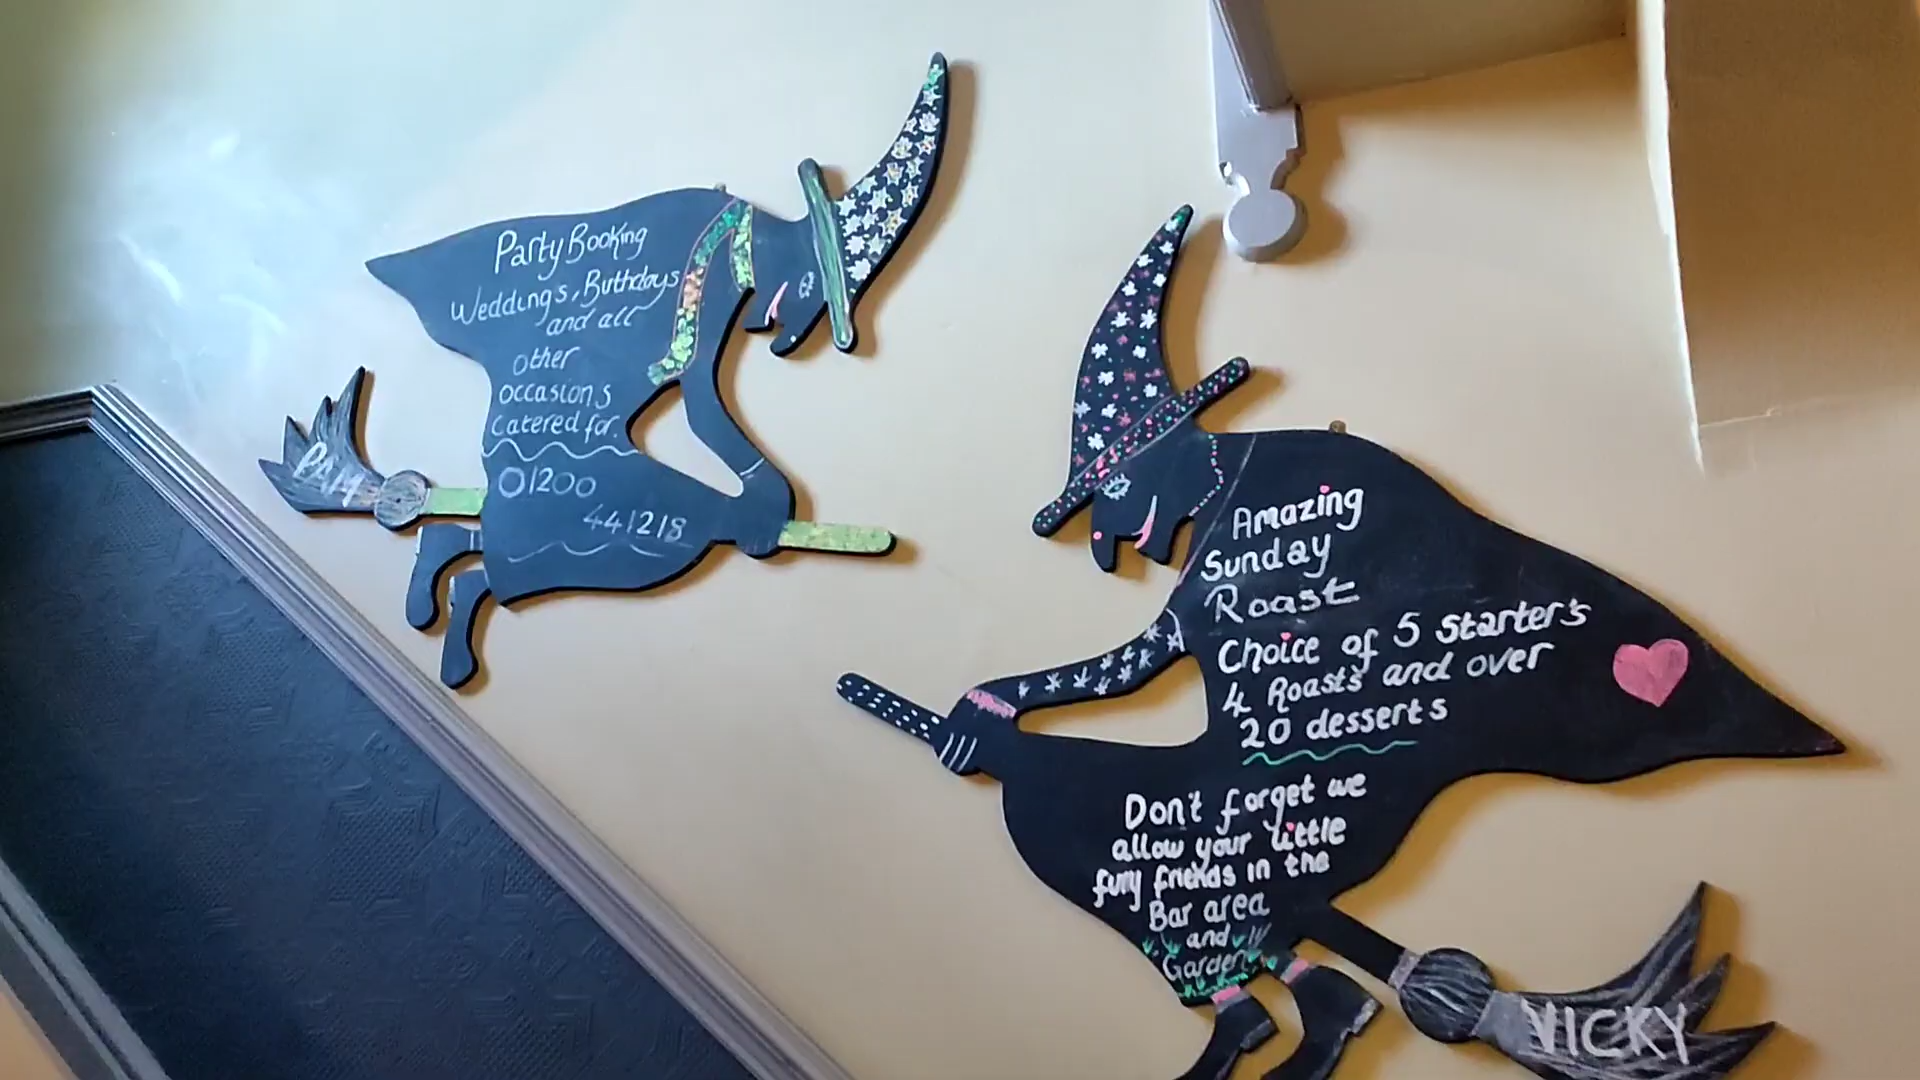 Party Booking
Weddings, Birthdays
and all
other
occasions
catered for.
01200
441218
PAM
Amazing
Sunday
Roast
Choice of 5 starter's
4 Roasts and over
20 desserts
Don't forget we
allow your little
fury friends in the
Bar area
and
Garden
VICKY